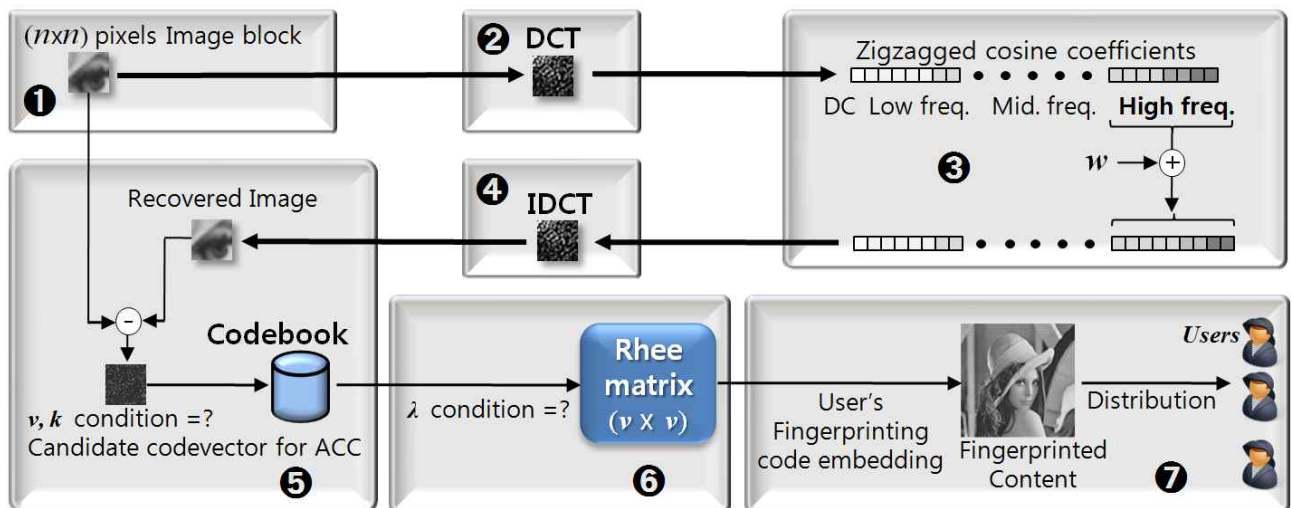 (nxn) pixels Image block
❶
❷
DCT
Zigzagged cosine coefficients
DC Low freq. Mid. freq. High freq.
w
+
❸
❹
IDCT
Recovered Image
-
Codebook
v, k condition =?
Candidate codevector for ACC
❺
λ condition =?
Rhee
matrix
(v x v)
❻
User's
Fingerprinting
code embedding
Fingerprinted
Content
Users
Distribution
❼